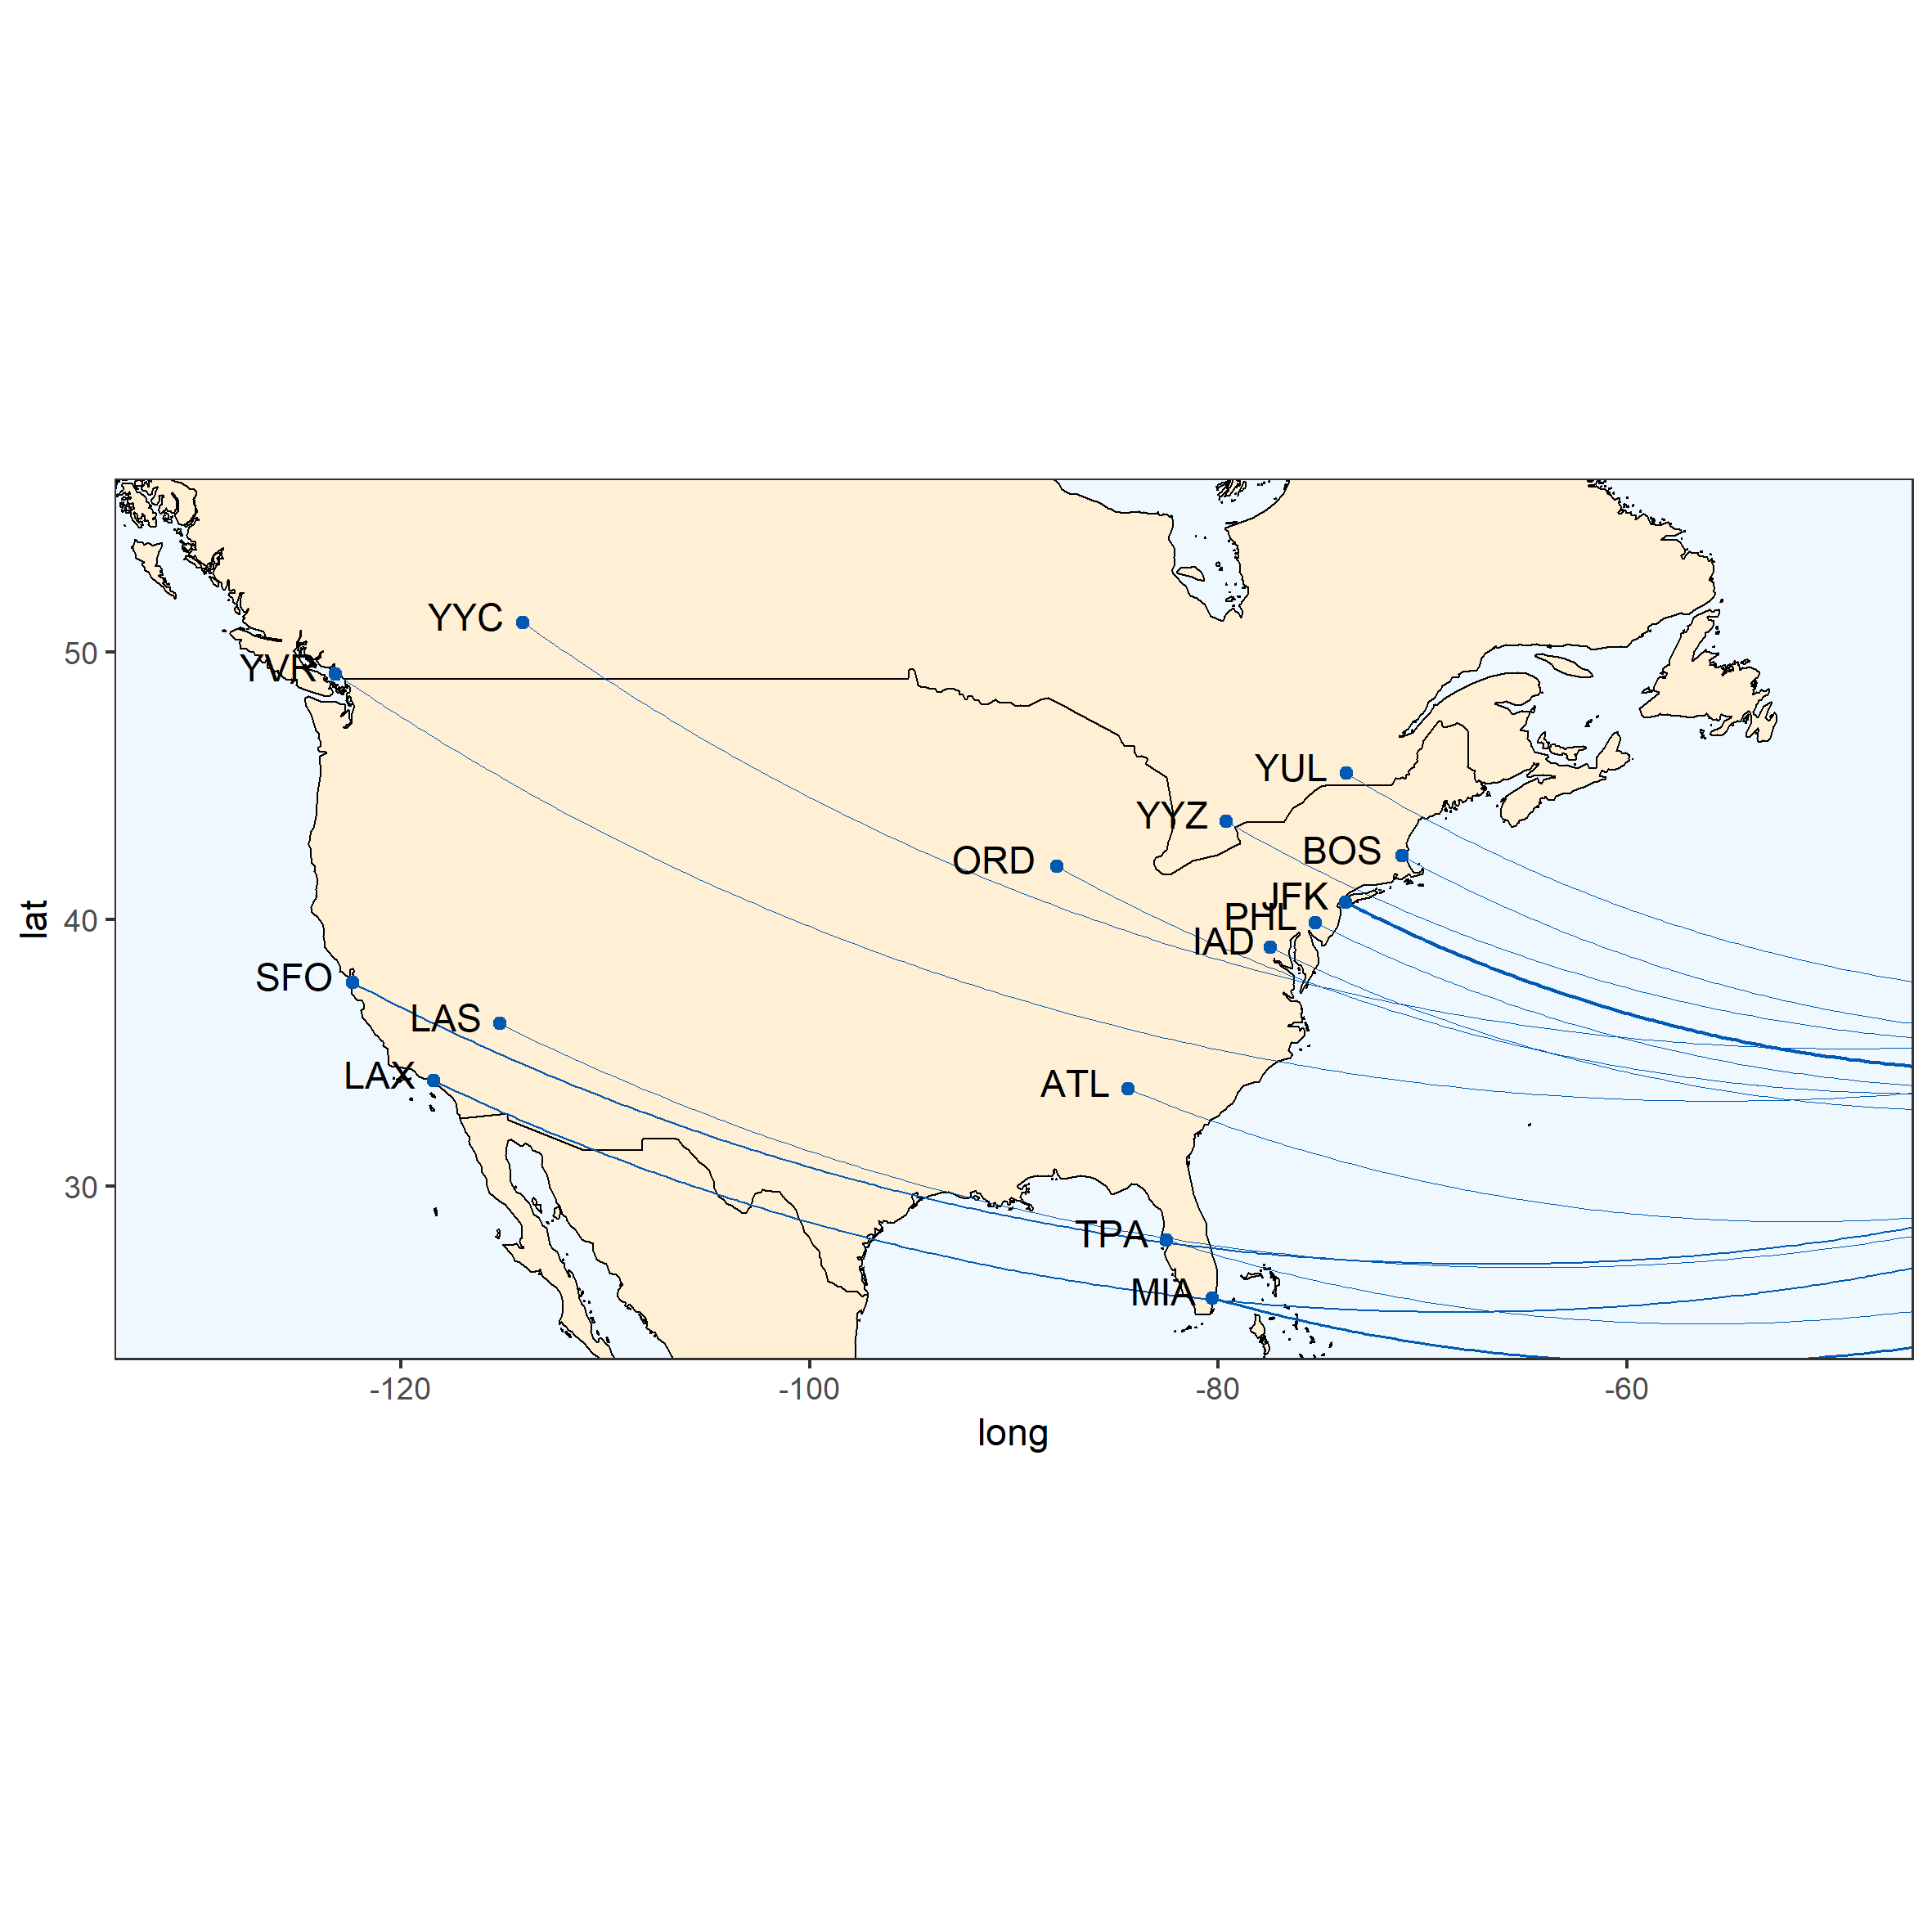 YYC
50
YVR
YUL
YYZ
BOS
ORD
JFK
40
PHL
IAD
SFO
LAS
LAX
ATL
30
TPA
MIA
-120
-100
-80
-60
lat
long